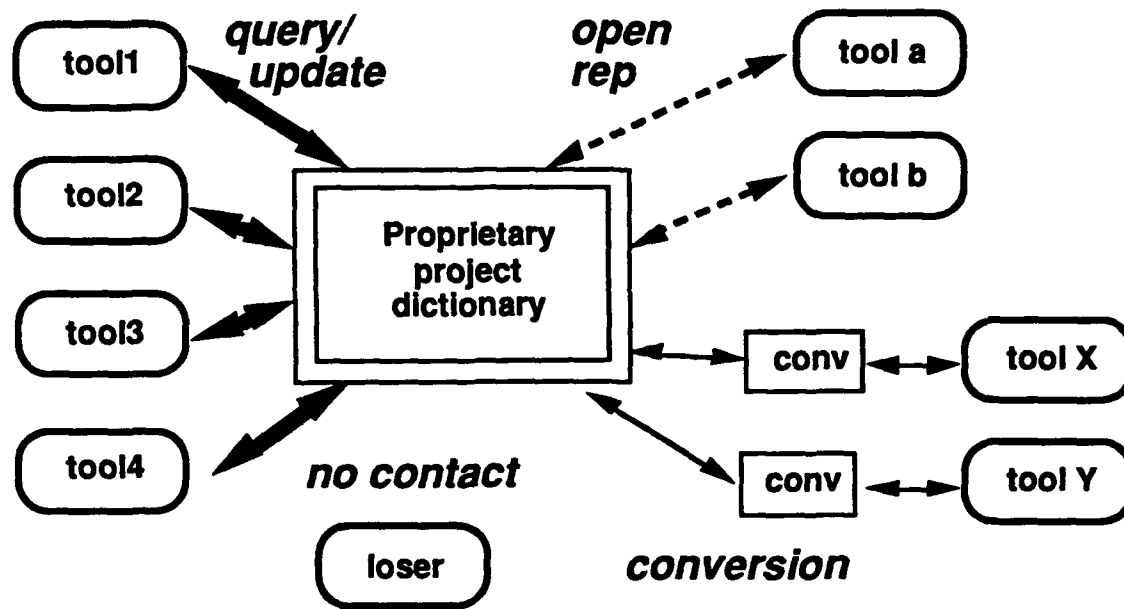 tool1
query/
update
open
rep
tool a
tool2
tool b
Proprietary
project
dictionary
tool3
conv
tool X
tool4
no contact
conv
tool Y
loser
conversion